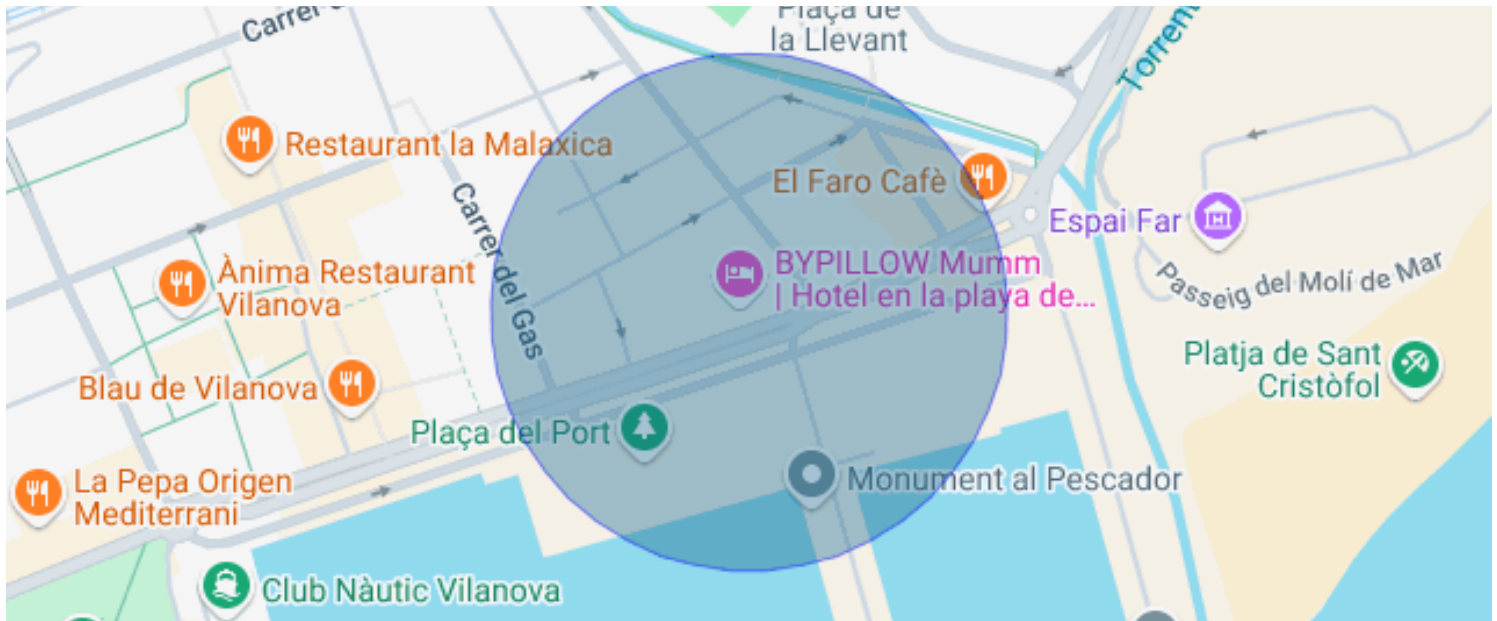 Carrer
Plaça de
la Llevant
Torrent
Restaurant la Malaxica
El Faro Cafè
Carrer del Gas
Espai Far
Ànima Restaurant
Vilanova
BYPILLOW Mumm
| Hotel en la playa de...
Passeig del Molí de Mar
Blau de Vilanova
Platja de Sant
Cristòfol
Plaça del Port
La Pepa Origen
Mediterrani
Monument al Pescador
Club Nàutic Vilanova